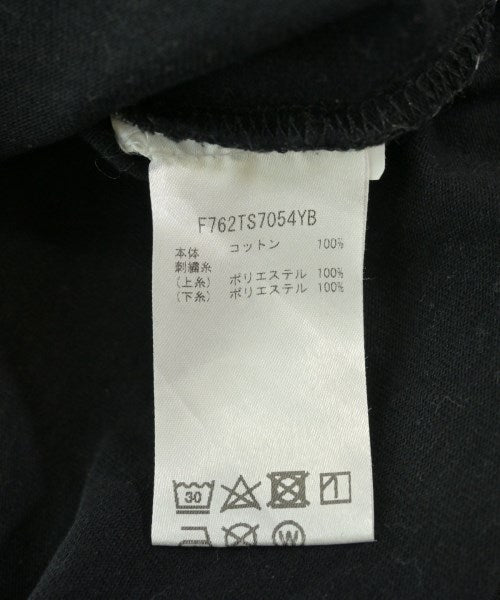 F762TS7054YB
本体 コットン 100%
刺繍糸
(上糸) ポリエステル 100%
(下糸) ポリエステル 100%
30
W